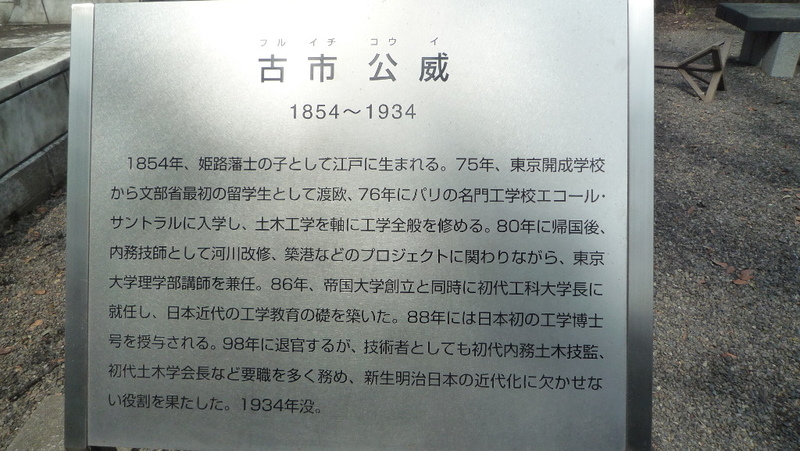 フル イチ コウ イ
古市 公威
1854〜1934
1854年、姫路藩士の子として江戸に生まれる。75年、東京開成学校
から文部省最初の留学生として渡欧、76年にパリの名門工学校エコール・
サントラルに入学し、土木工学を軸に工学全般を修める。80年に帰国後、
内務技師として河川改修、築港などのプロジェクトに関わりながら、東京
大学理学部講師を兼任。86年、帝国大学創立と同時に初代工科大学長に
就任し、日本近代の工学教育の礎を築いた。88年には日本初の工学博士
号を授与される。98年に退官するが、技術者としても初代内務土木技監、
初代土木学会長など要職を多く務め、新生明治日本の近代化に欠かせな
い役割を果たした。1934年没。